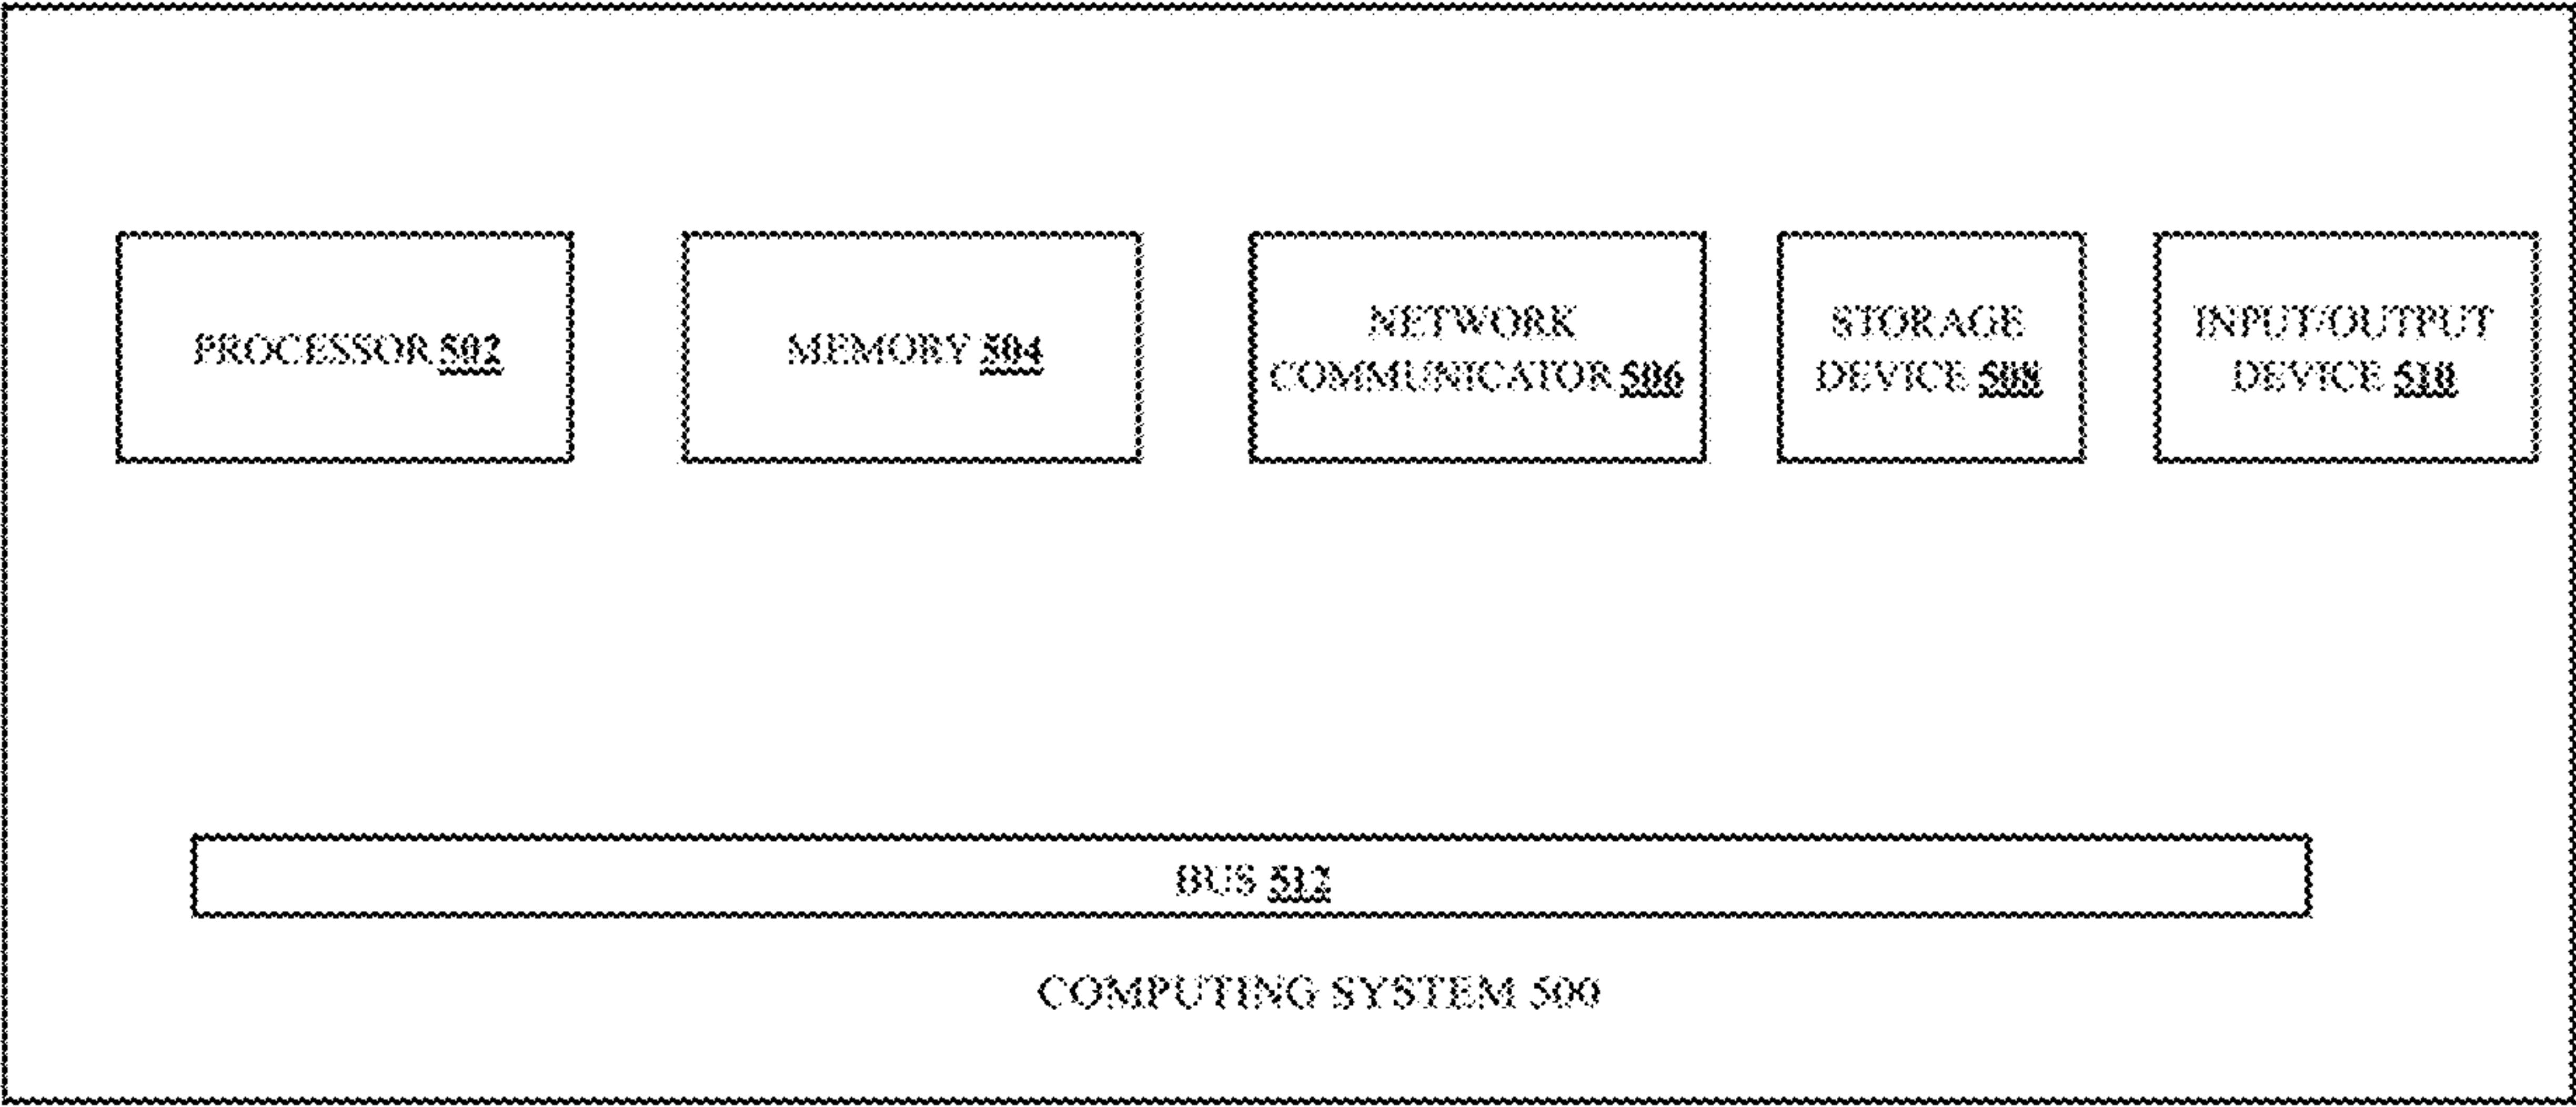 PROCESSOR 502
MEMORY 504
NETWORK
COMMUNICATOR 506
STORAGE
DEVICE 508
INPUT/OUTPUT
DEVICE 510
BUS 512
COMPUTING SYSTEM 500